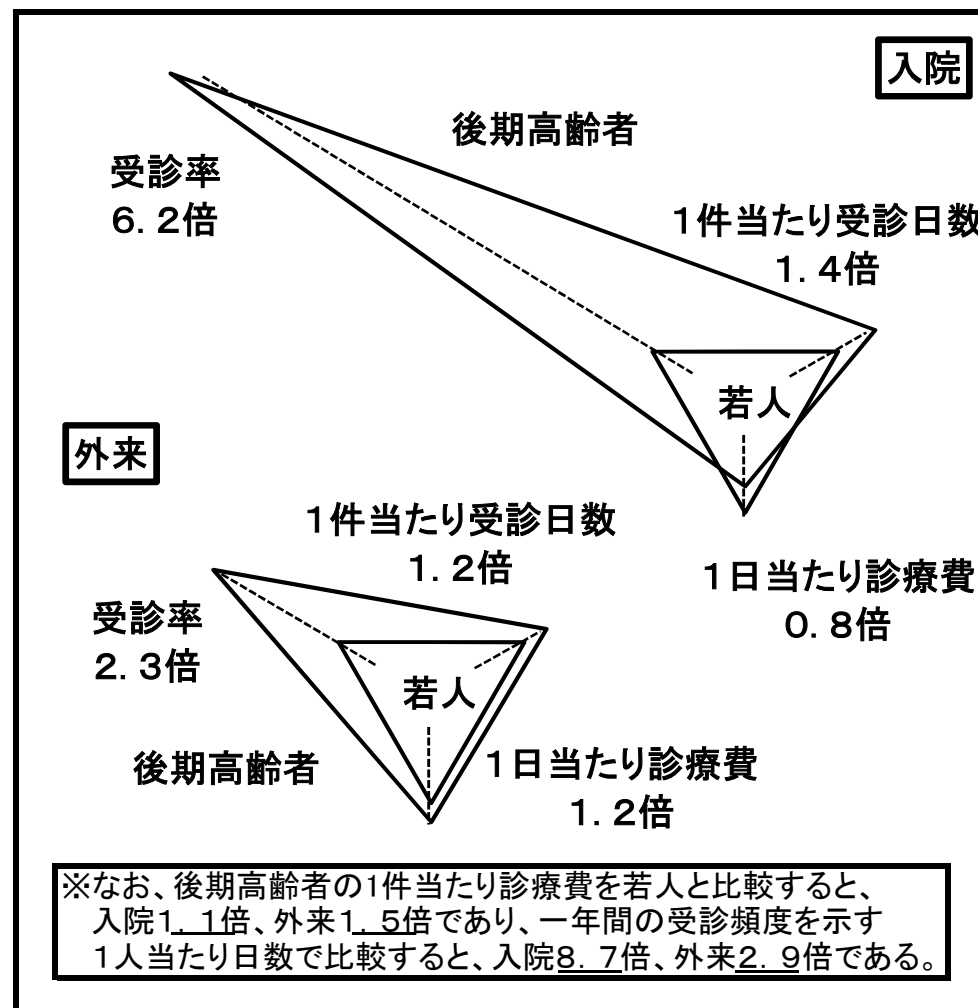 入院
後期高齢者
受診率
6.2倍
1件当たり受診日数
1.4倍
若人
1日当たり診療費
0.8倍
外来
1件当たり受診日数
1.2倍
受診率
2.3倍
若人
後期高齢者
1日当たり診療費
1.2倍
※なお、後期高齢者の1件当たり診療費を若人と比較すると、
入院1.1倍、外来1.5倍であり、一年間の受診頻度を示す
1人当たり日数で比較すると、入院8.7倍、外来2.9倍である。